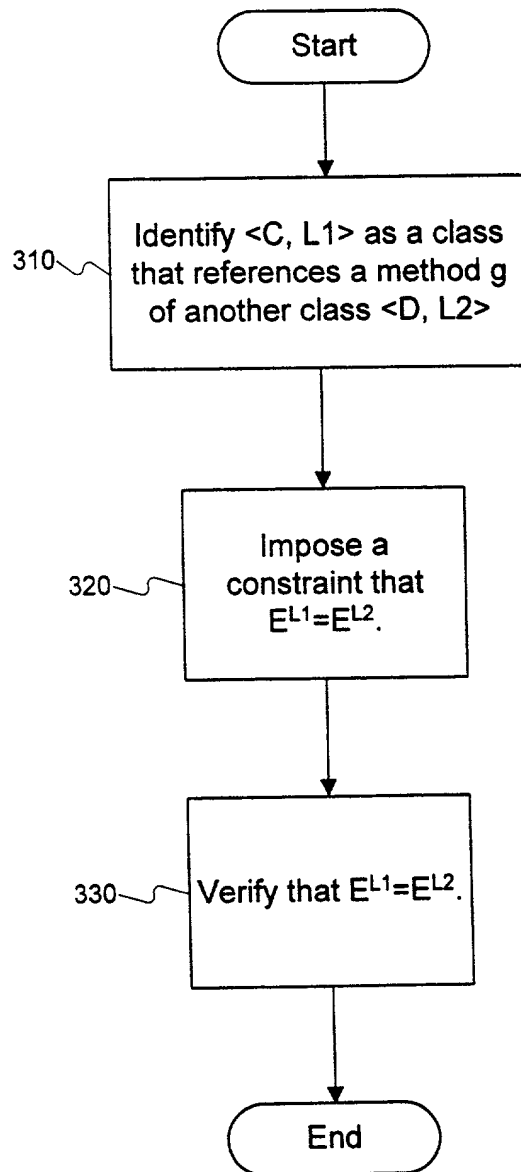 Start
310
Identify <C, L1> as a class
that references a method g
of another class <D, L2>
320
Impose a
constraint that
E^L1=E^L2.
330
Verify that E^L1=E^L2.
End